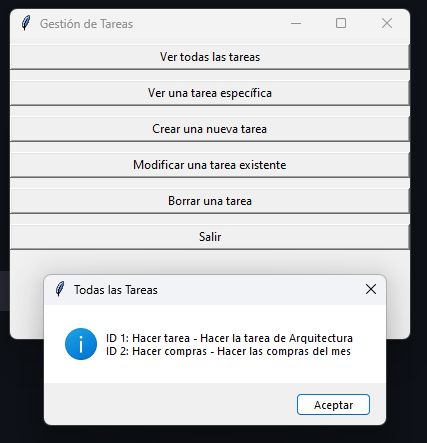 Gestión de Tareas
Ver todas las tareas
Ver una tarea específica
Crear una nueva tarea
Modificar una tarea existente
Borrar una tarea
Salir
Todas las Tareas
ID 1: Hacer tarea - Hacer la tarea de Arquitectura
ID 2: Hacer compras - Hacer las compras del mes
Aceptar